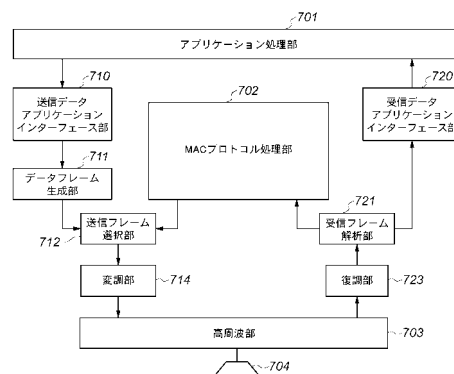 701
アプリケーション処理部
710
702
720
送信データ
アプリケーション
インターフェース部
MACプロトコル処理部
受信データ
アプリケーション
インターフェース部
711
データフレーム
生成部
721
712
送信フレーム
選択部
受信フレーム
解析部
変調部
714
復調部
723
高周波部
703
704